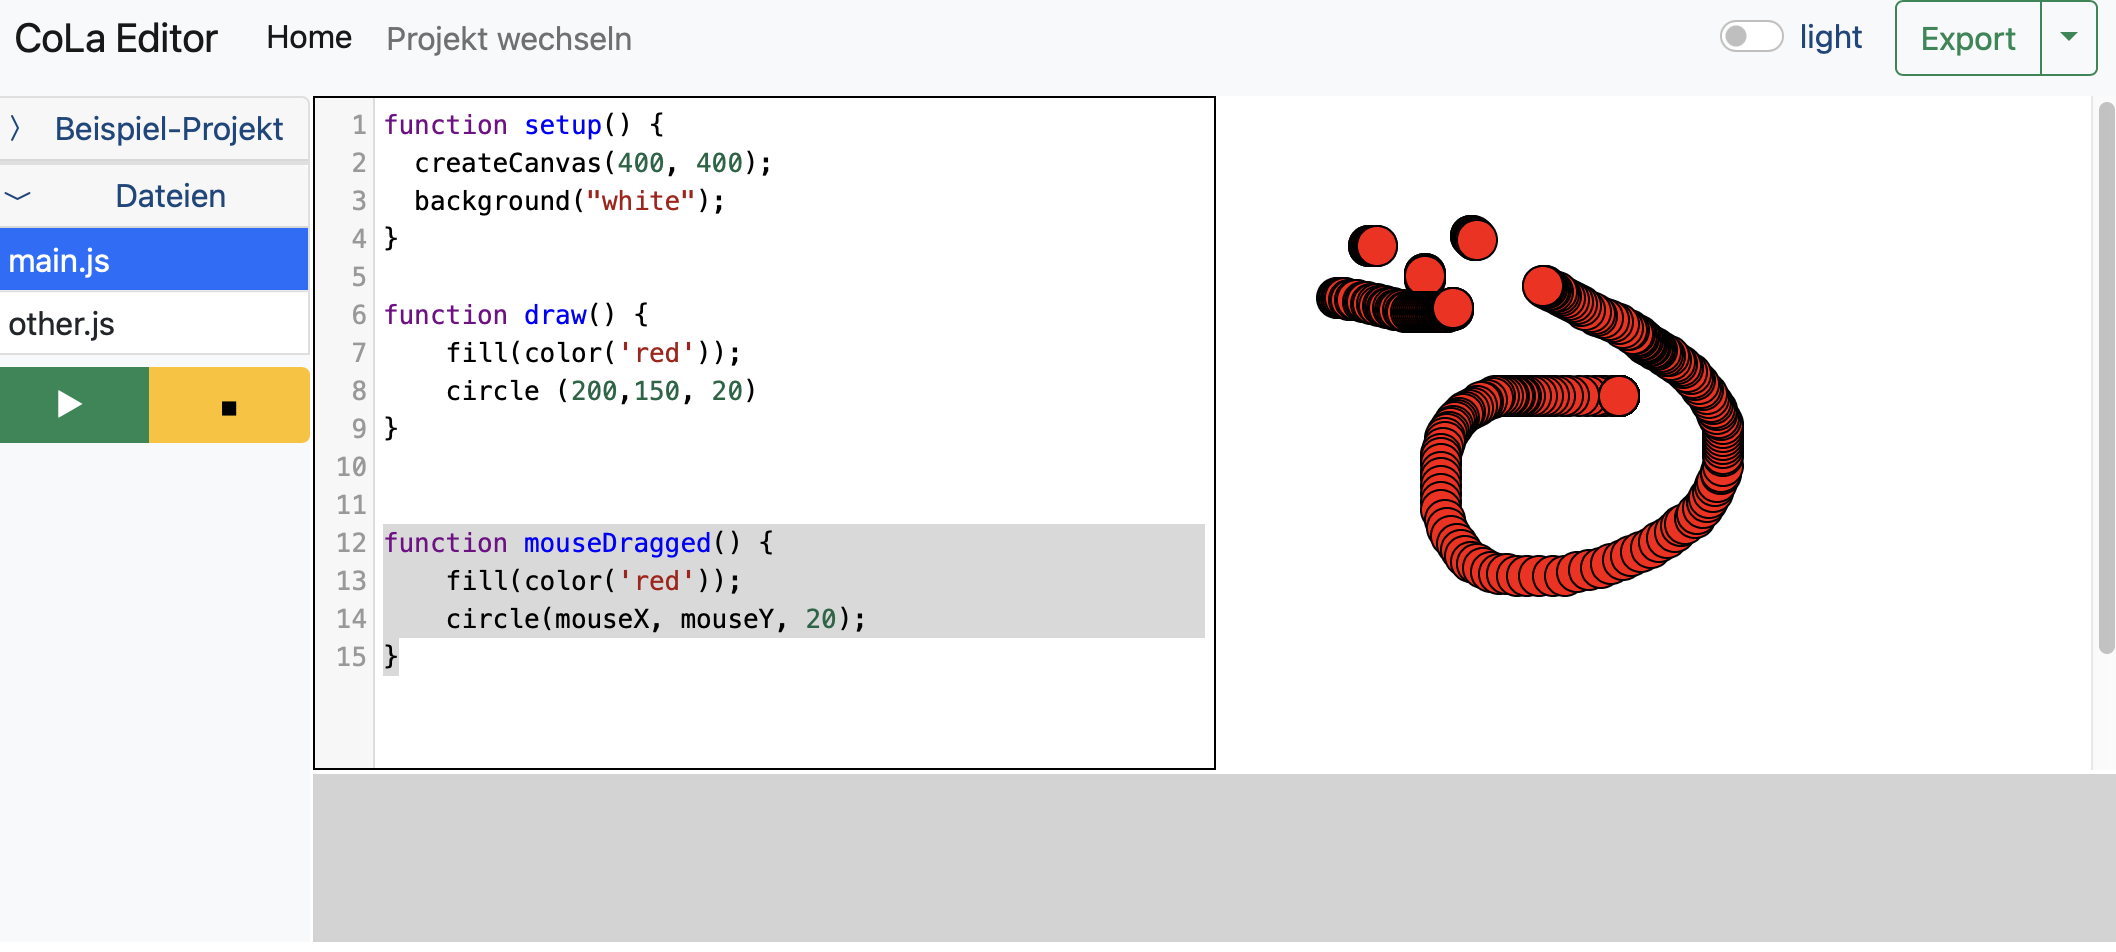 CoLa Editor Home Projekt wechseln light Export
Beispiel-Projekt
Dateien
main.js
other.js
1 function setup() {
2   createCanvas(400, 400);
3   background("white");
4 }
5
6 function draw() {
7     fill(color('red'));
8     circle (200,150, 20)
9 }
10
11
12 function mouseDragged() {
13     fill(color('red'));
14     circle(mouseX, mouseY, 20);
15 }